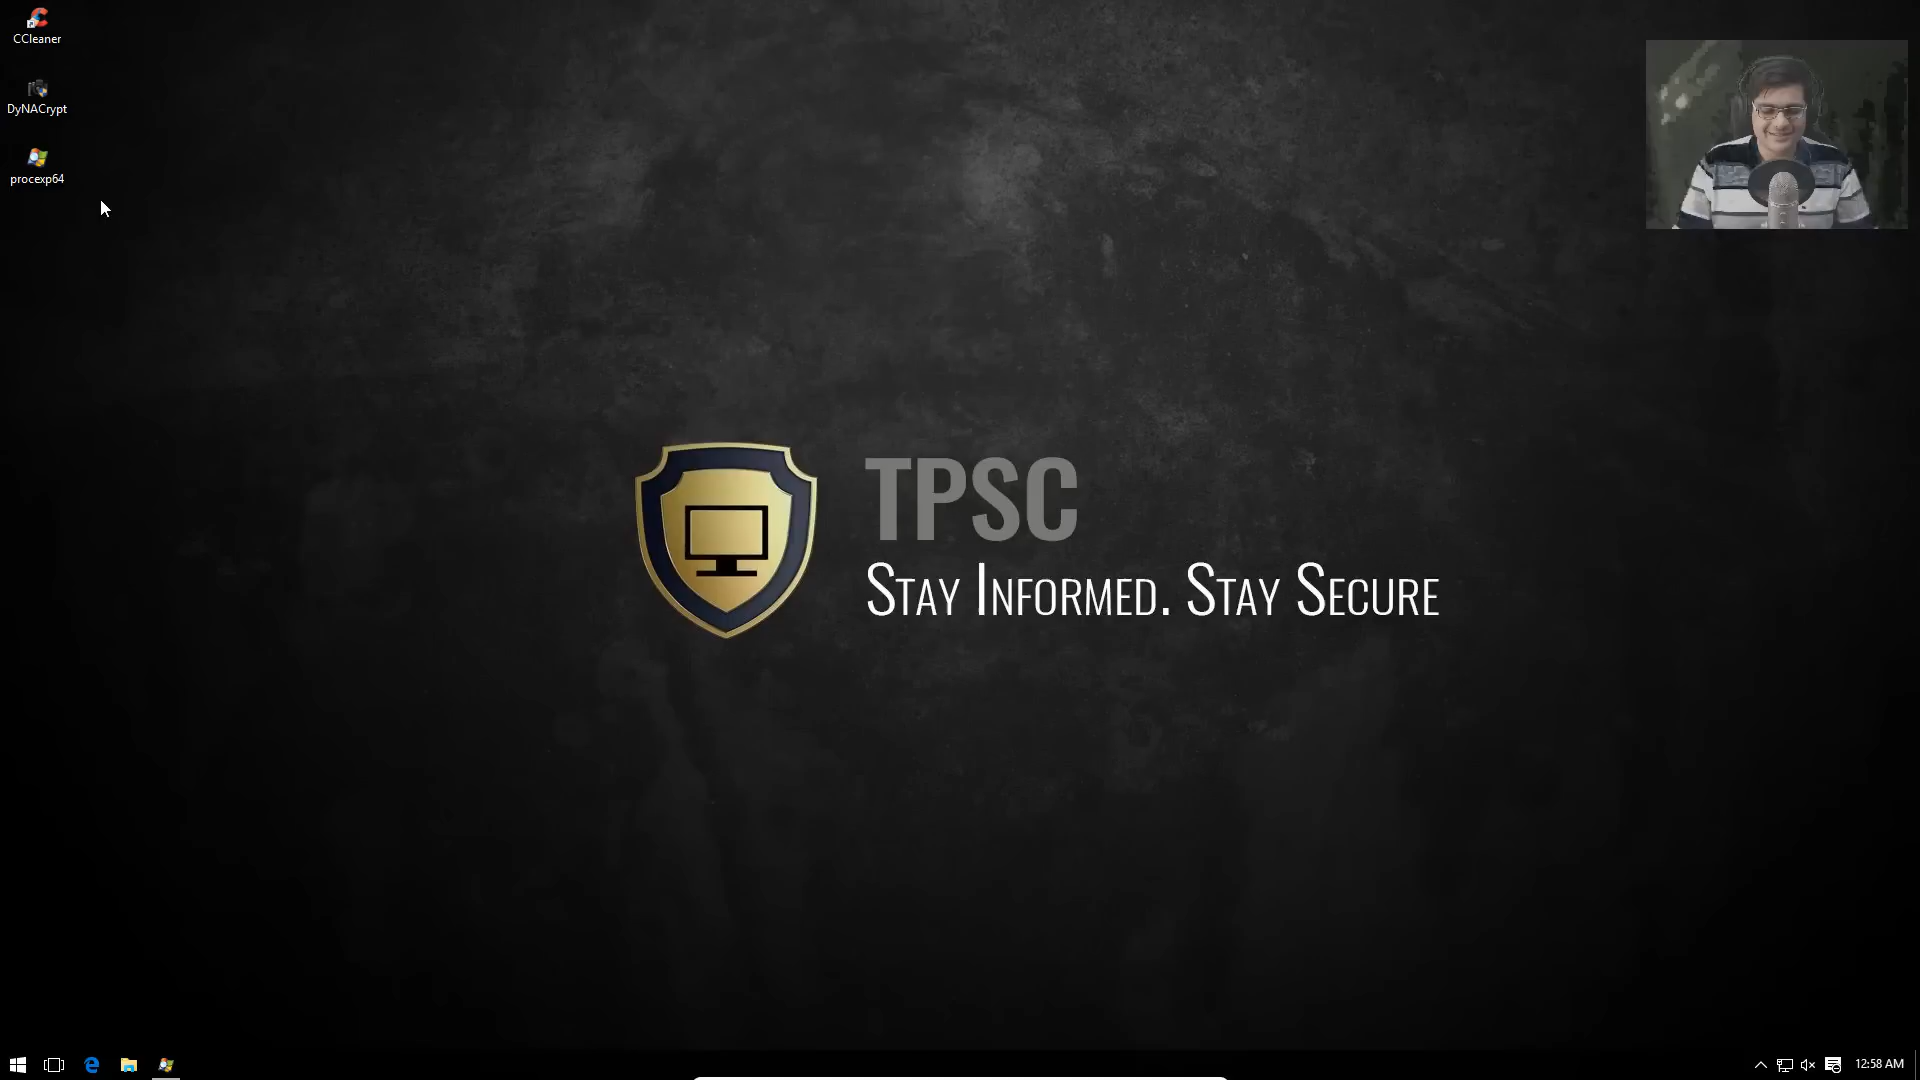 CCleaner
DyNACrypt
procexp64
TPSC
STAY INFORMED. STAY SECURE
12:58 AM